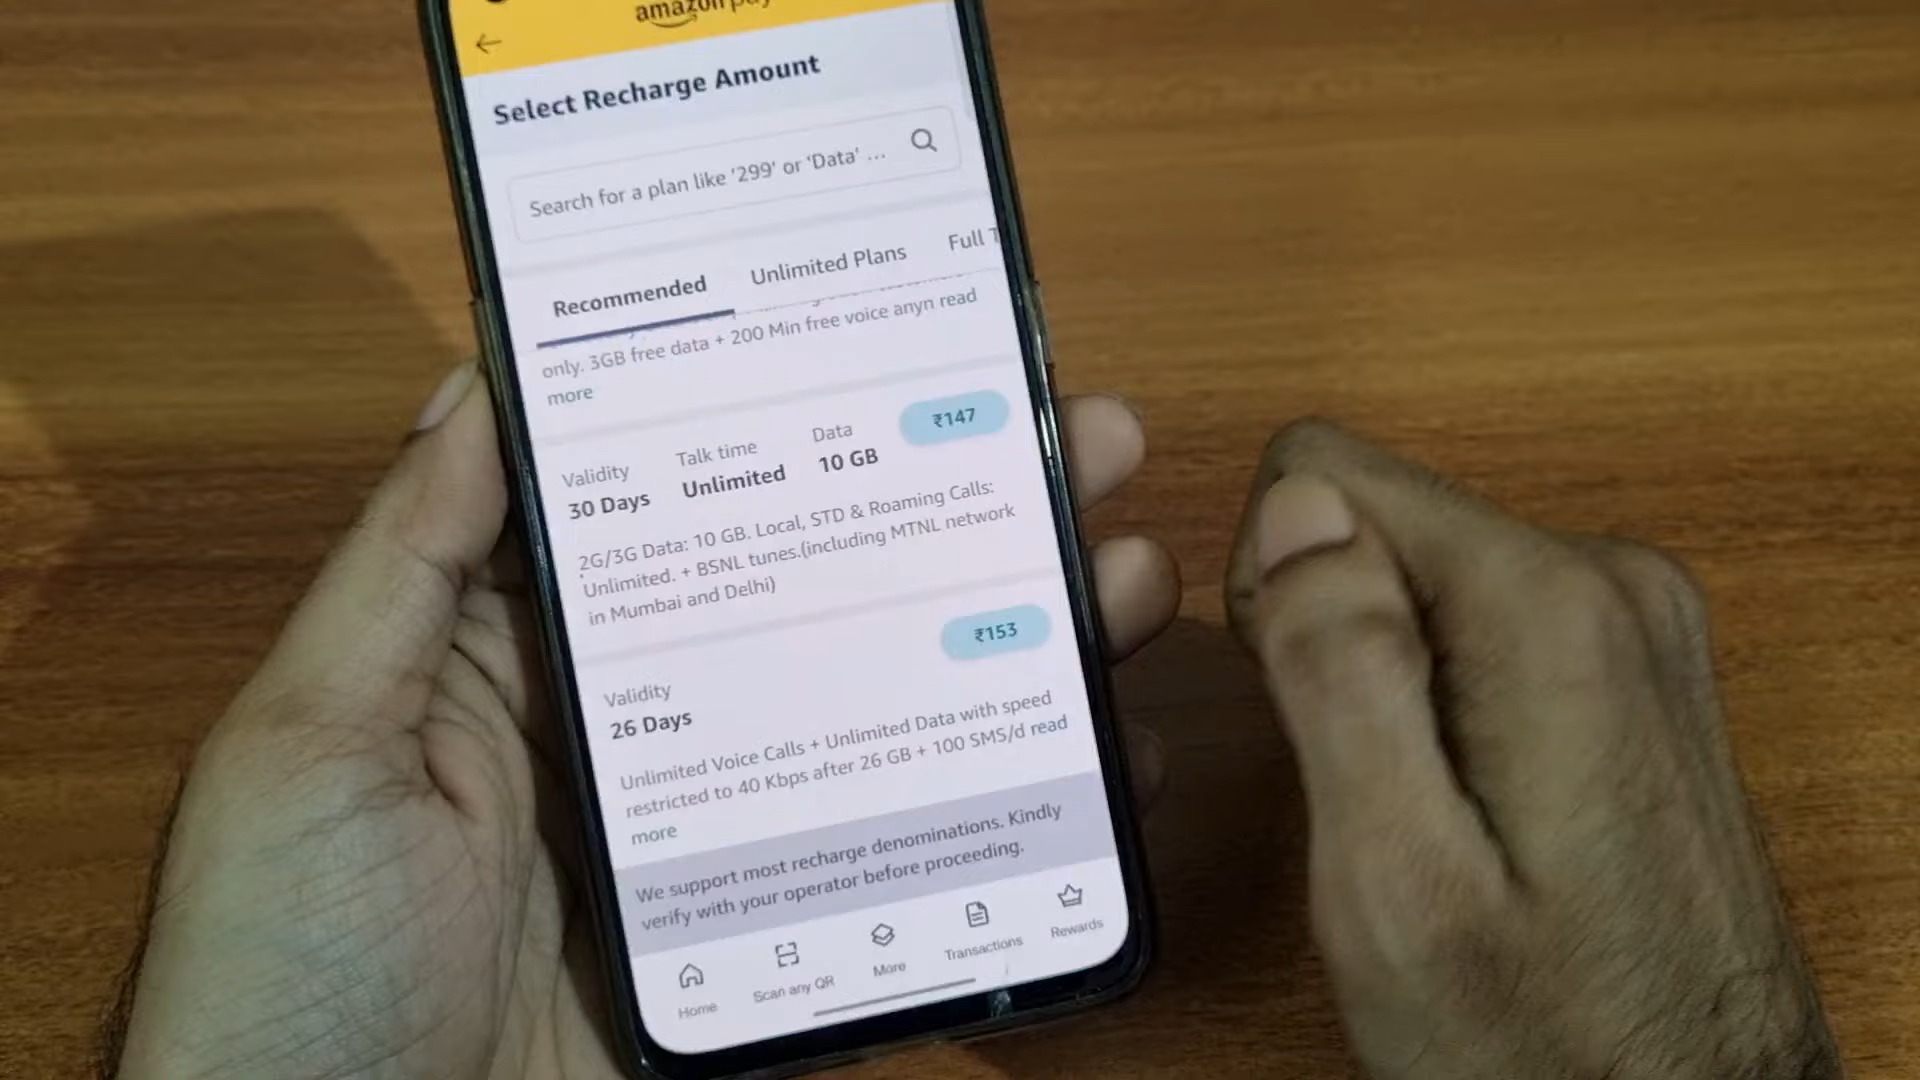 amazon pay
Select Recharge Amount
Search for a plan like '299' or 'Data' ...
Recommended
Unlimited Plans
Full T
only. 3GB free data + 200 Min free voice anyn read
more
₹147
Validity
Talk time
Data
30 Days
Unlimited
10 GB
2G/3G Data: 10 GB. Local, STD & Roaming Calls:
Unlimited. + BSNL tunes.(including MTNL network
in Mumbai and Delhi)
₹153
Validity
26 Days
Unlimited Voice Calls + Unlimited Data with speed
restricted to 40 Kbps after 26 GB + 100 SMS/d read
more
We support most recharge denominations. Kindly
verify with your operator before proceeding.
Home
Scan any QR
More
Transactions
Rewards